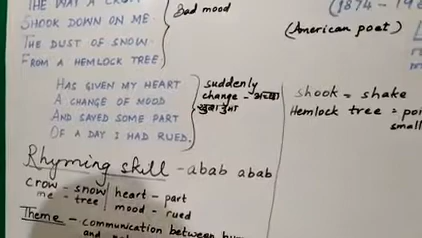 THE WAY A CROW
SHOOK DOWN ON ME
THE DUST OF SNOW
FROM A HEMLOCK TREE
Bad mood
HAS GIVEN MY HEART
A CHANGE OF MOOD
AND SAVED SOME PART
OF A DAY I HAD RUED.
suddenly
change - अच्छा
हुआ
(American poet)
shook = shake
Hemlock tree = poi
small
Rhyming skill - abab abab
crow - snow heart - part
me - tree mood - rued
Theme - communication between hum
and